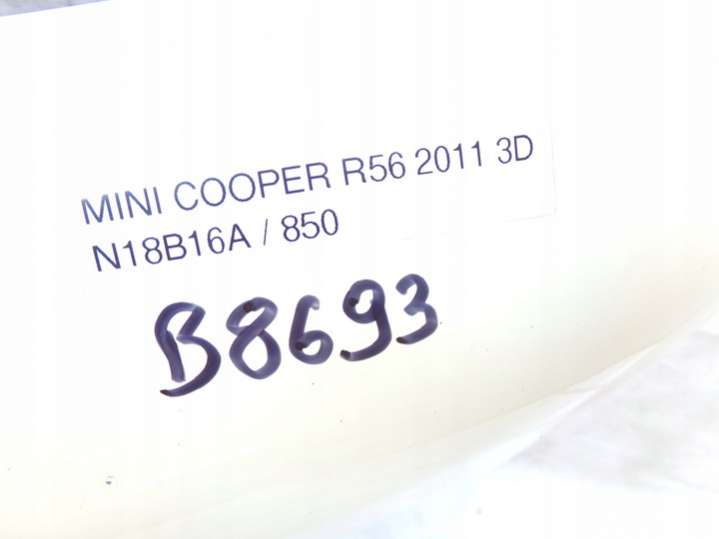 MINI COOPER R56 2011 3D
N18B16A / 850
B8693